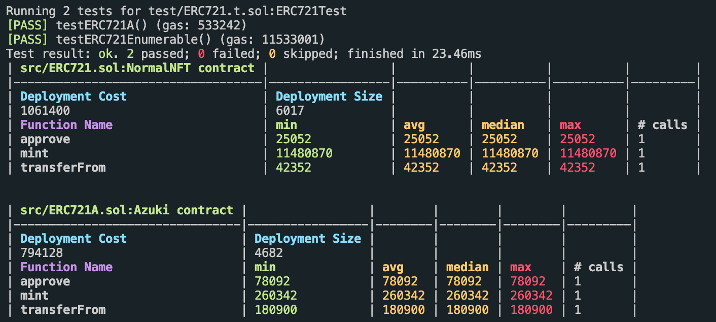 Running 2 tests for test/ERC721.t.sol:ERC721Test
[PASS] testERC721A() (gas: 533242)
[PASS] testERC721Enumerable() (gas: 11533001)
Test result: ok. 2 passed; 0 failed; 0 skipped; finished in 23.46ms
| src/ERC721.sol:NormalNFT contract | | | | | |
|-----------------------------------|-----------------|----------|----------|----------|---------|
| Deployment Cost | Deployment Size | | | | |
| 1061400 | 6017 | | | | |
| Function Name | min | avg | median | max | # calls |
| approve | 25052 | 25052 | 25052 | 25052 | 1 |
| mint | 11480870 | 11480870 | 11480870 | 11480870 | 1 |
| transferFrom | 42352 | 42352 | 42352 | 42352 | 1 |
| src/ERC721A.sol:Azuki contract | | | | | |
|--------------------------------|-----------------|--------|--------|--------|---------|
| Deployment Cost | Deployment Size | | | | |
| 794128 | 4682 | | | | |
| Function Name | min | avg | median | max | # calls |
| approve | 78092 | 78092 | 78092 | 78092 | 1 |
| mint | 260342 | 260342 | 260342 | 260342 | 1 |
| transferFrom | 180900 | 180900 | 180900 | 180900 | 1 |